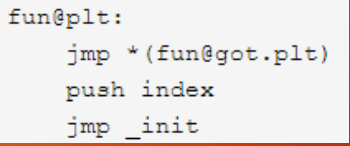 fun@plt:
jmp *(fun@got.plt)
push index
jmp _init